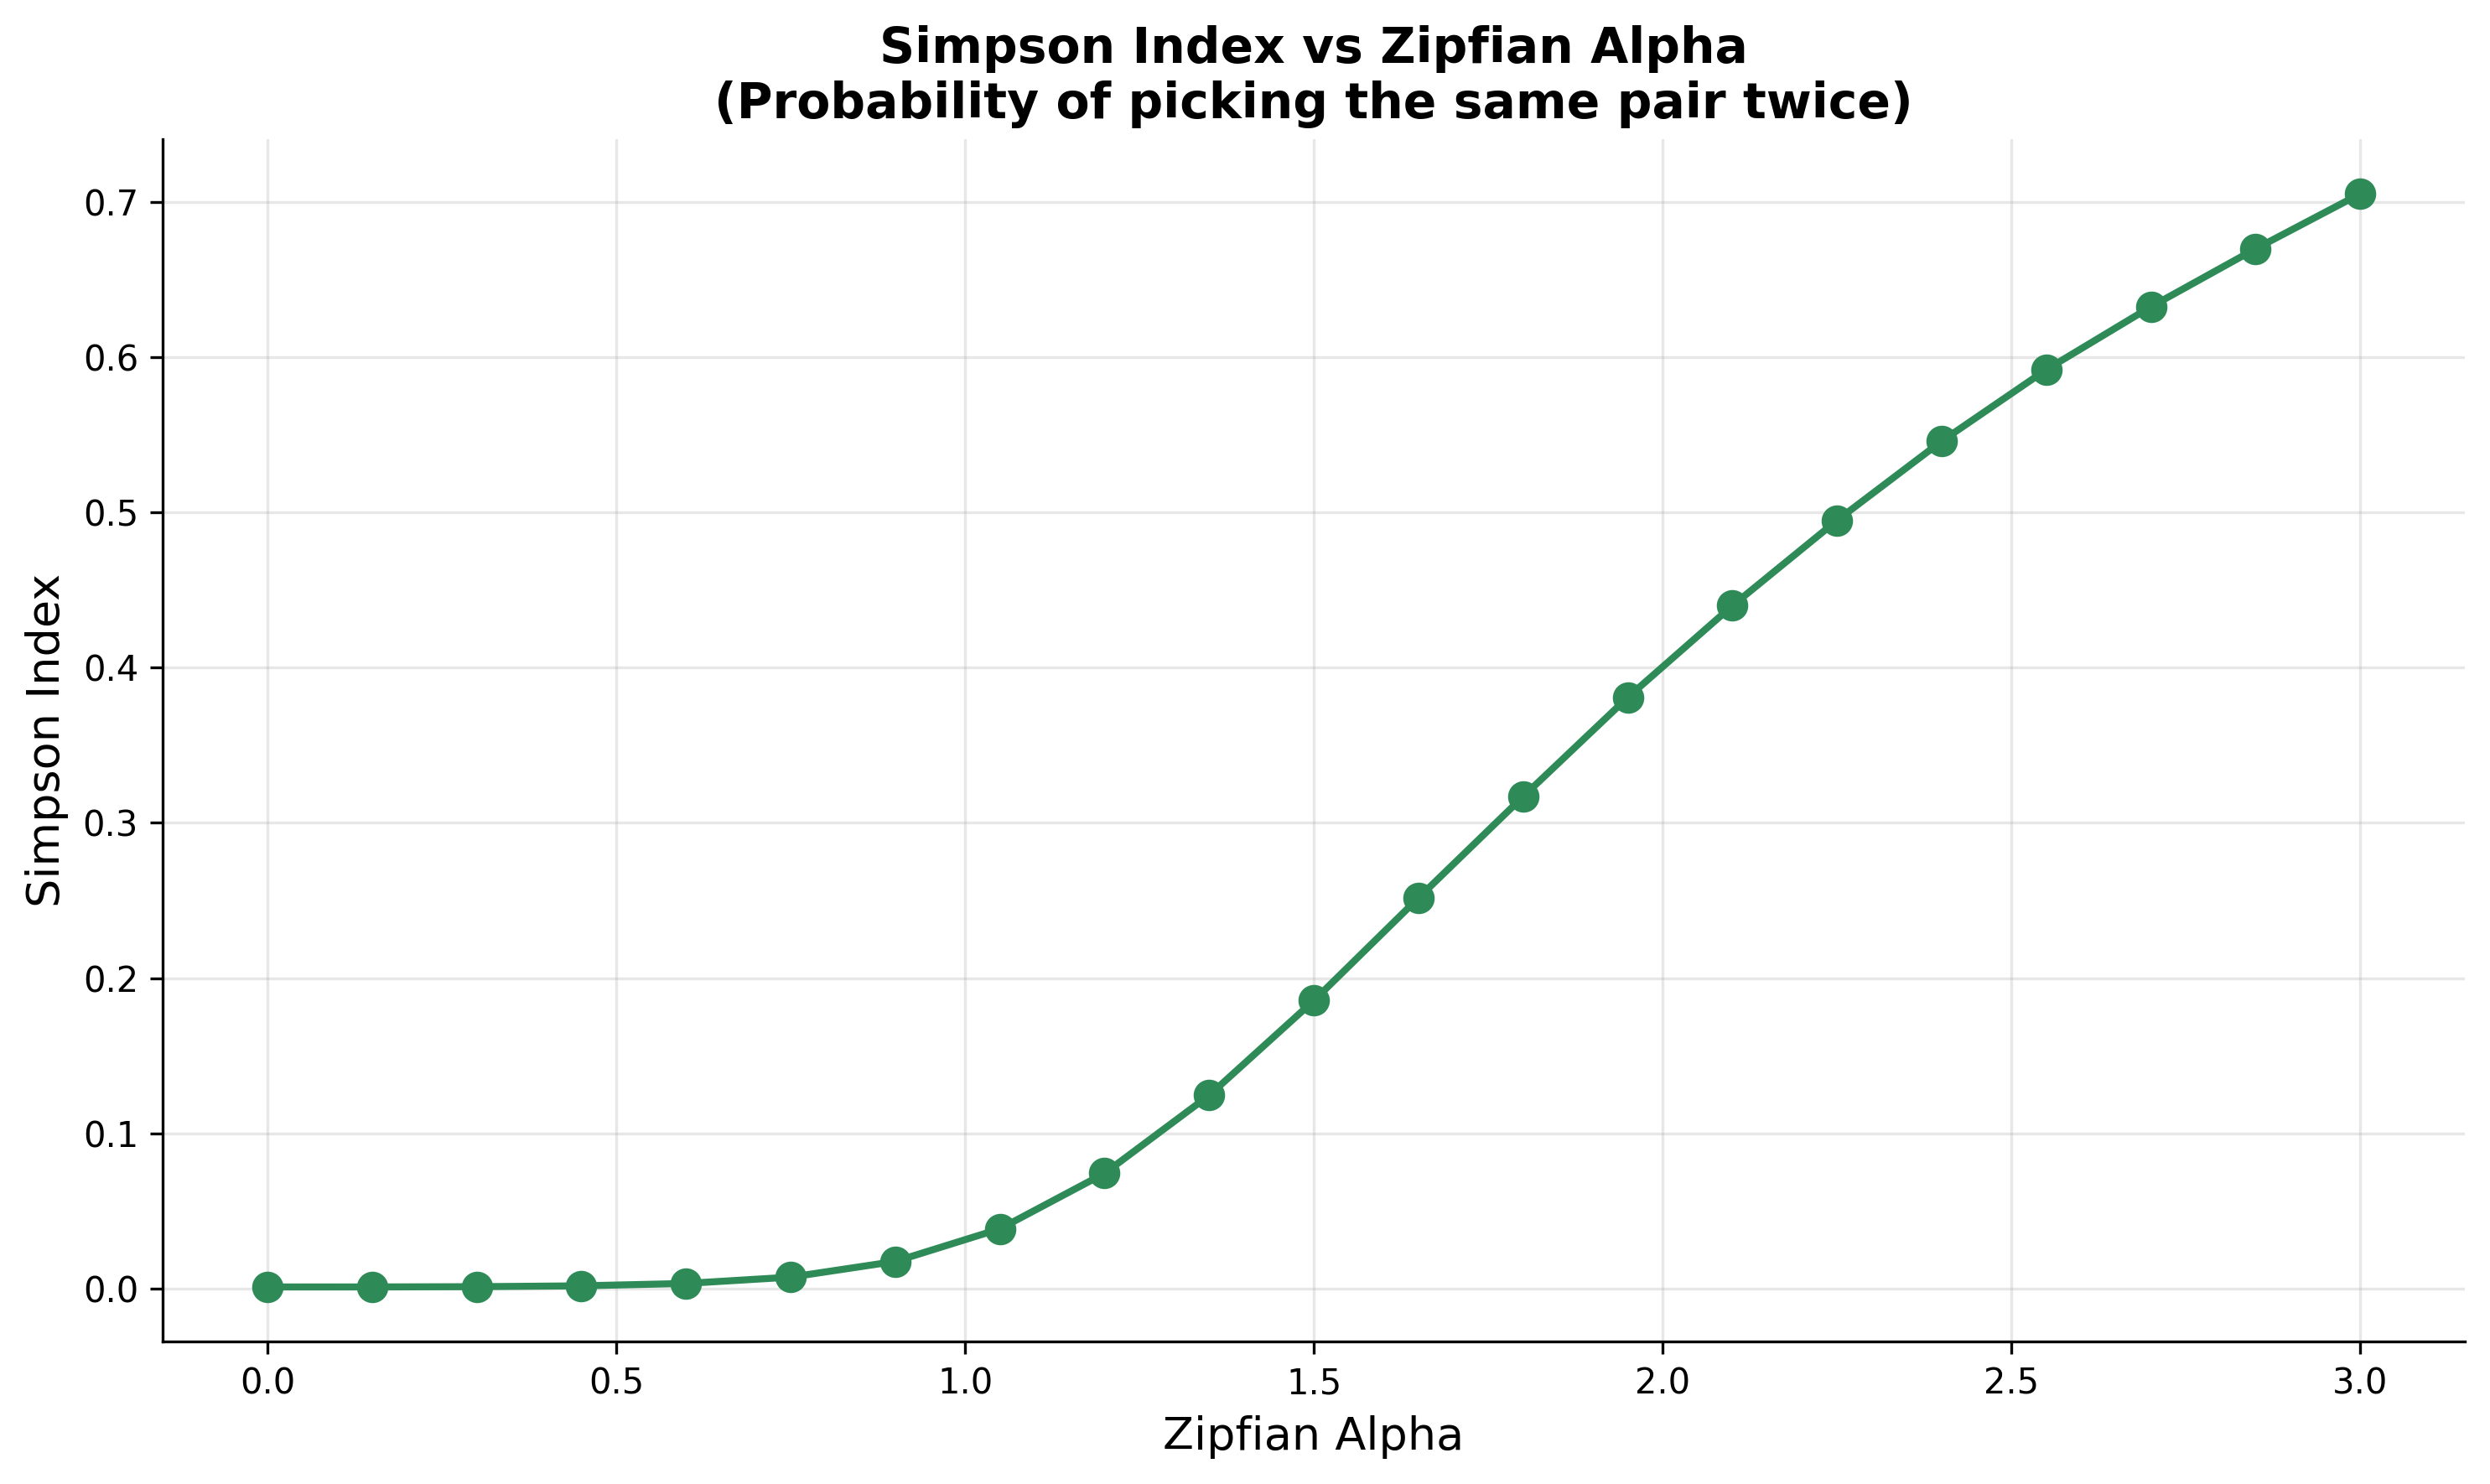 Simpson Index vs Zipfian Alpha
(Probability of picking the same pair twice)
Simpson Index
0.7
0.6
0.5
0.4
0.3
0.2
0.1
0.0
0.0 0.5 1.0 1.5 2.0 2.5 3.0
Zipfian Alpha